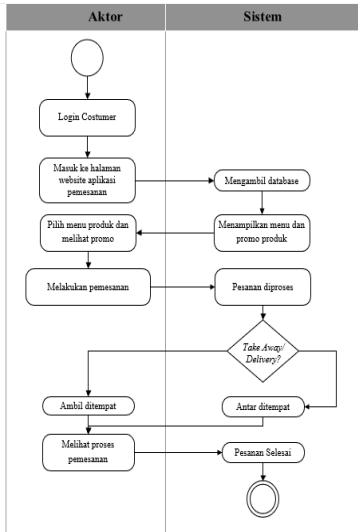 Aktor
Sistem
Login Costumer
Masuk ke halaman
website aplikasi
pemesanan
Mengambil database
Pilih menu produk dan
melihat promo
Menampilkan menu dan
promo produk
Melakukan pemesanan
Pesanan diproses
Take Away/
Delivery?
Ambil ditempat
Antar ditempat
Melihat proses
pemesanan
Pesanan Selesai